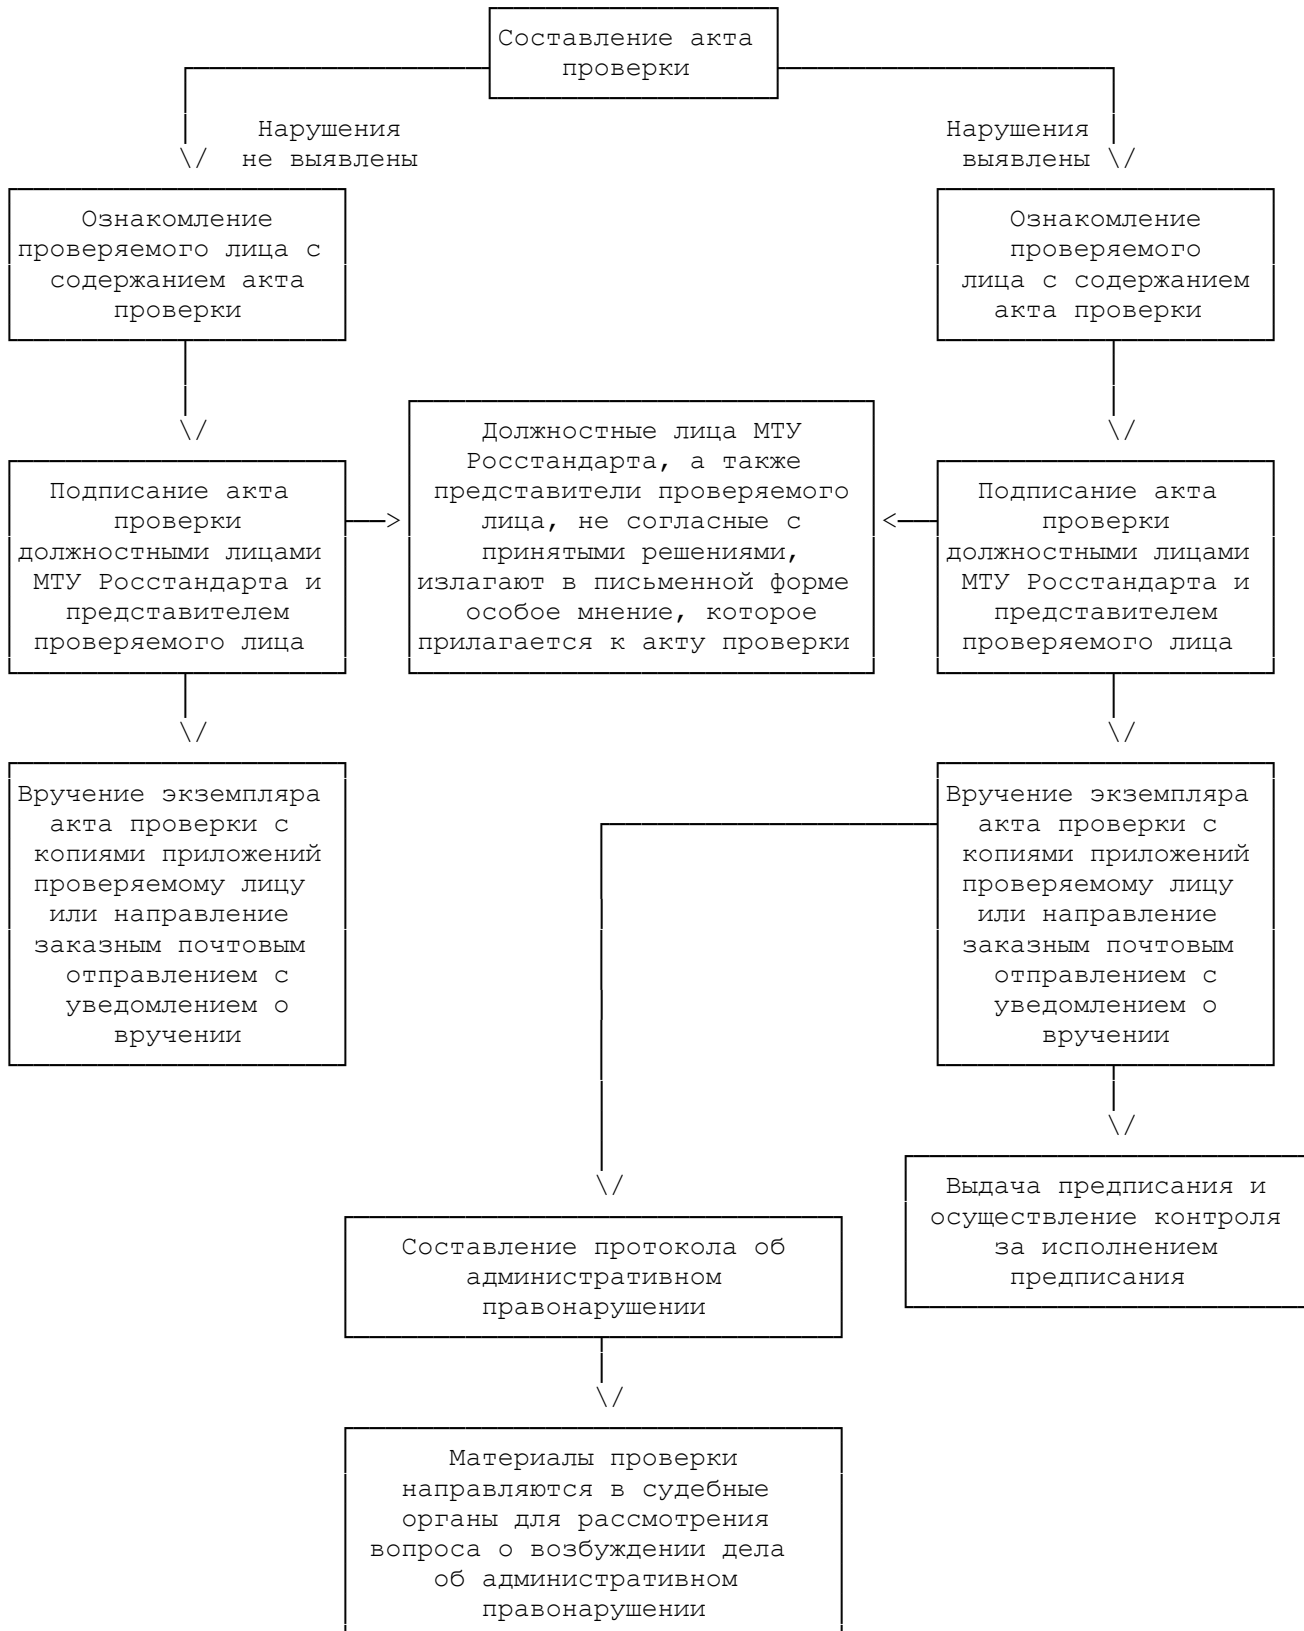 Составление акта
проверки
Нарушения
не выявлены
Нарушения
выявлены
Ознакомление
проверяемого лица с
содержанием акта
проверки
Ознакомление
проверяемого
лица с содержанием
акта проверки
Подписание акта
проверки
должностными лицами
МТУ Росстандарта и
представителем
проверяемого лица
Должностные лица МТУ
Росстандарта, а также
представители проверяемого
лица, не согласные с
принятыми решениями,
излагают в письменной форме
особое мнение, которое
прилагается к акту проверки
Подписание акта
проверки
должностными лицами
МТУ Росстандарта и
представителем
проверяемого лица
Вручение экземпляра
акта проверки с
копиями приложений
проверяемому лицу
или направление
заказным почтовым
отправлением с
уведомлением о
вручении
Вручение экземпляра
акта проверки с
копиями приложений
проверяемому лицу
или направление
заказным почтовым
отправлением с
уведомлением о
вручении
Выдача предписания и
осуществление контроля
за исполнением
предписания
Составление протокола об
административном
правонарушении
Материалы проверки
направляются в судебные
органы для рассмотрения
вопроса о возбуждении дела
об административном
правонарушении